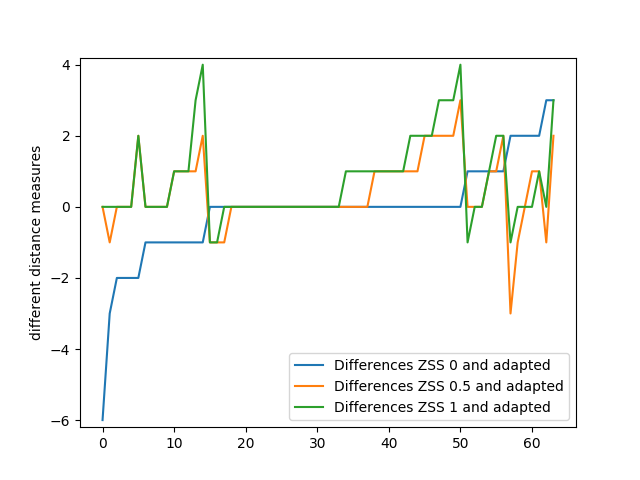 4
2
0
−2
−4
−6
different distance measures
Differences ZSS 0 and adapted
Differences ZSS 0.5 and adapted
Differences ZSS 1 and adapted
0 10 20 30 40 50 60